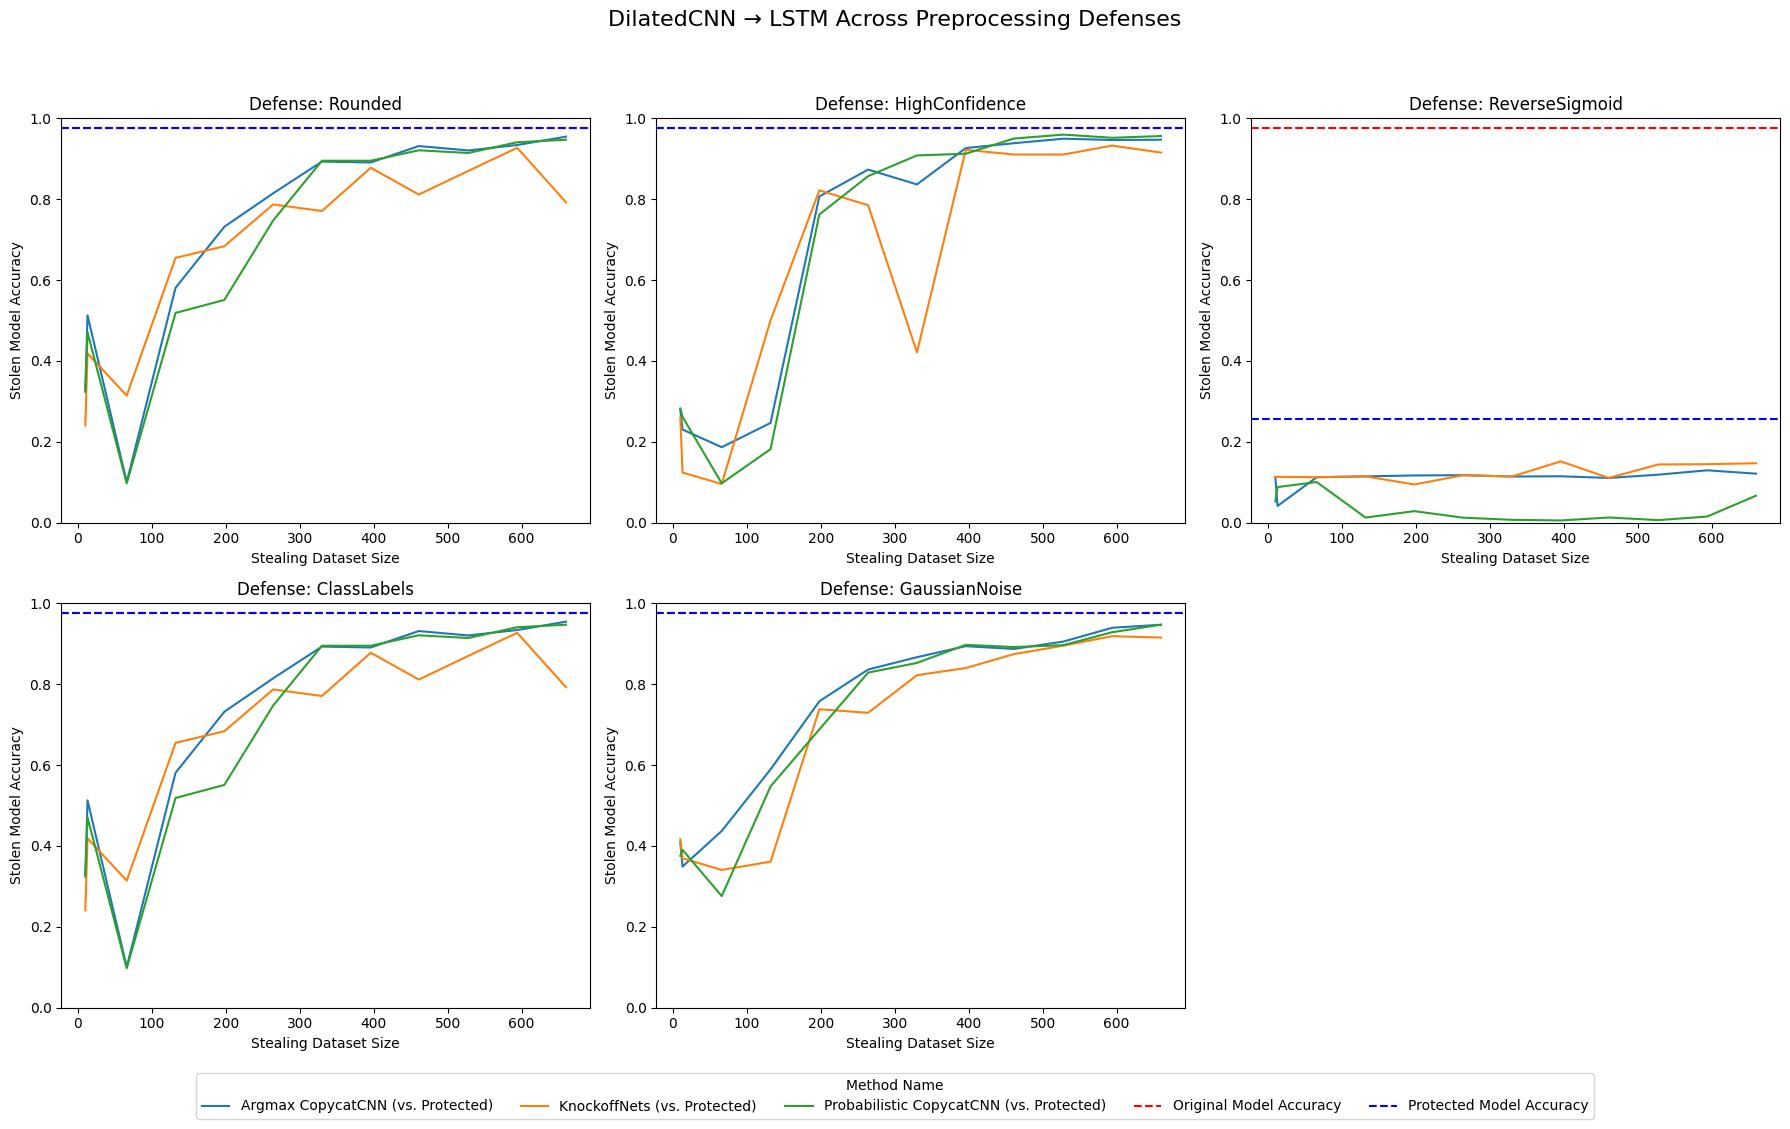 DilatedCNN → LSTM Across Preprocessing Defenses
Defense: Rounded
Stolen Model Accuracy
1.0
0.8
0.6
0.4
0.2
0.0
0 100 200 300 400 500 600
Stealing Dataset Size
Defense: HighConfidence
Stolen Model Accuracy
1.0
0.8
0.6
0.4
0.2
0.0
0 100 200 300 400 500 600
Stealing Dataset Size
Defense: ReverseSigmoid
Stolen Model Accuracy
1.0
0.8
0.6
0.4
0.2
0.0
0 100 200 300 400 500 600
Stealing Dataset Size
Defense: ClassLabels
Stolen Model Accuracy
1.0
0.8
0.6
0.4
0.2
0.0
0 100 200 300 400 500 600
Stealing Dataset Size
Defense: GaussianNoise
Stolen Model Accuracy
1.0
0.8
0.6
0.4
0.2
0.0
0 100 200 300 400 500 600
Stealing Dataset Size
Method Name
Argmax CopycatCNN (vs. Protected) KnockoffNets (vs. Protected) Probabilistic CopycatCNN (vs. Protected) Original Model Accuracy Protected Model Accuracy